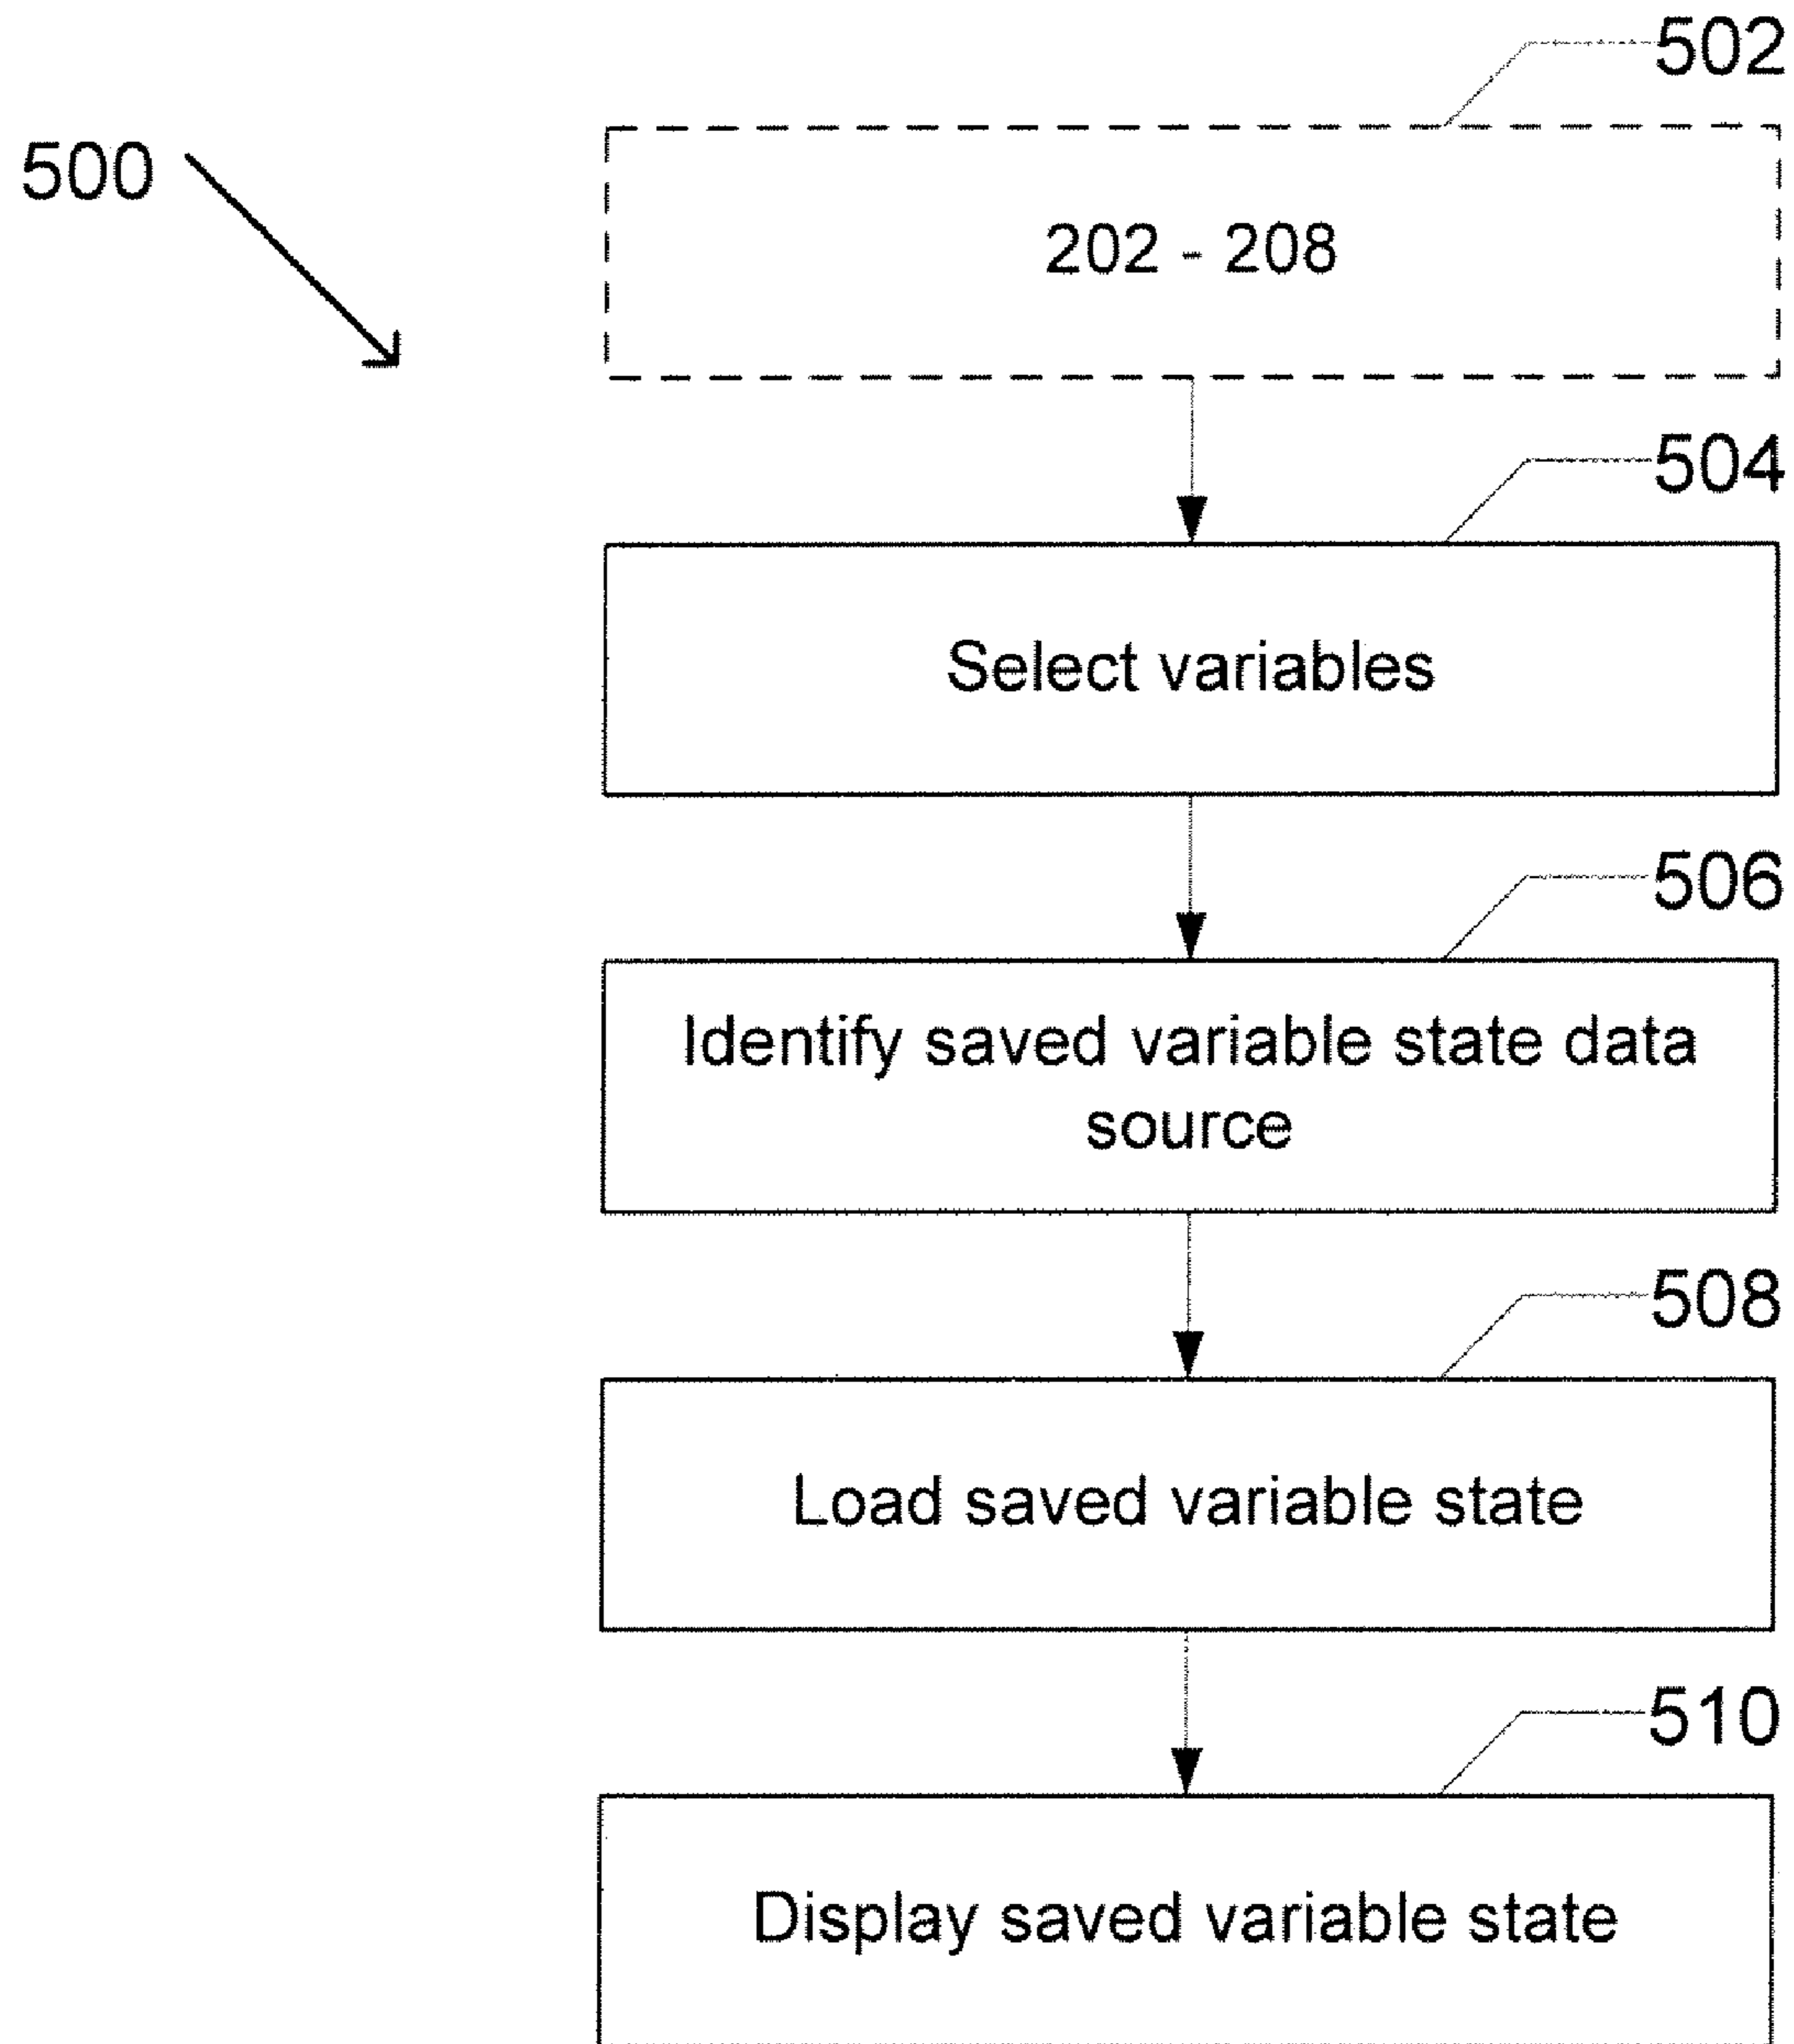 502
500
202 - 208
504
Select variables
506
Identify saved variable state data
source
508
Load saved variable state
510
Display saved variable state